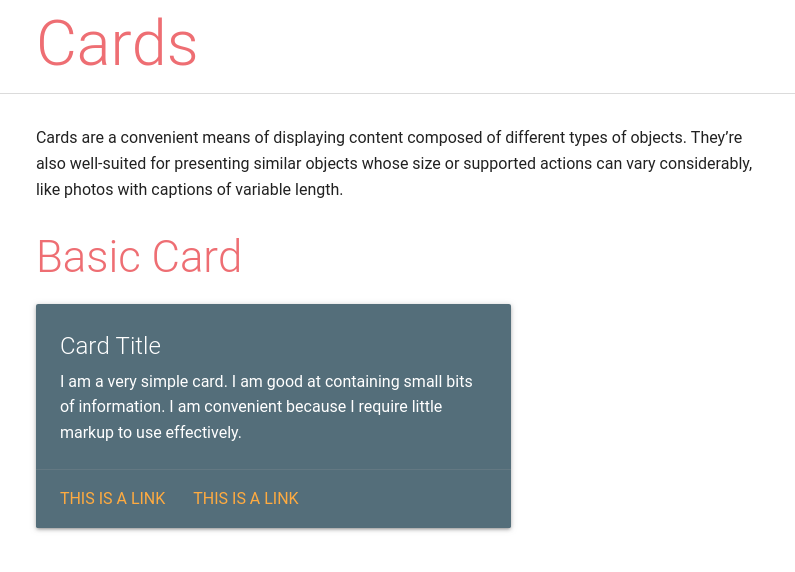 Cards
Cards are a convenient means of displaying content composed of different types of objects. They’re
also well-suited for presenting similar objects whose size or supported actions can vary considerably,
like photos with captions of variable length.
Basic Card
Card Title
I am a very simple card. I am good at containing small bits
of information. I am convenient because I require little
markup to use effectively.
THIS IS A LINK THIS IS A LINK